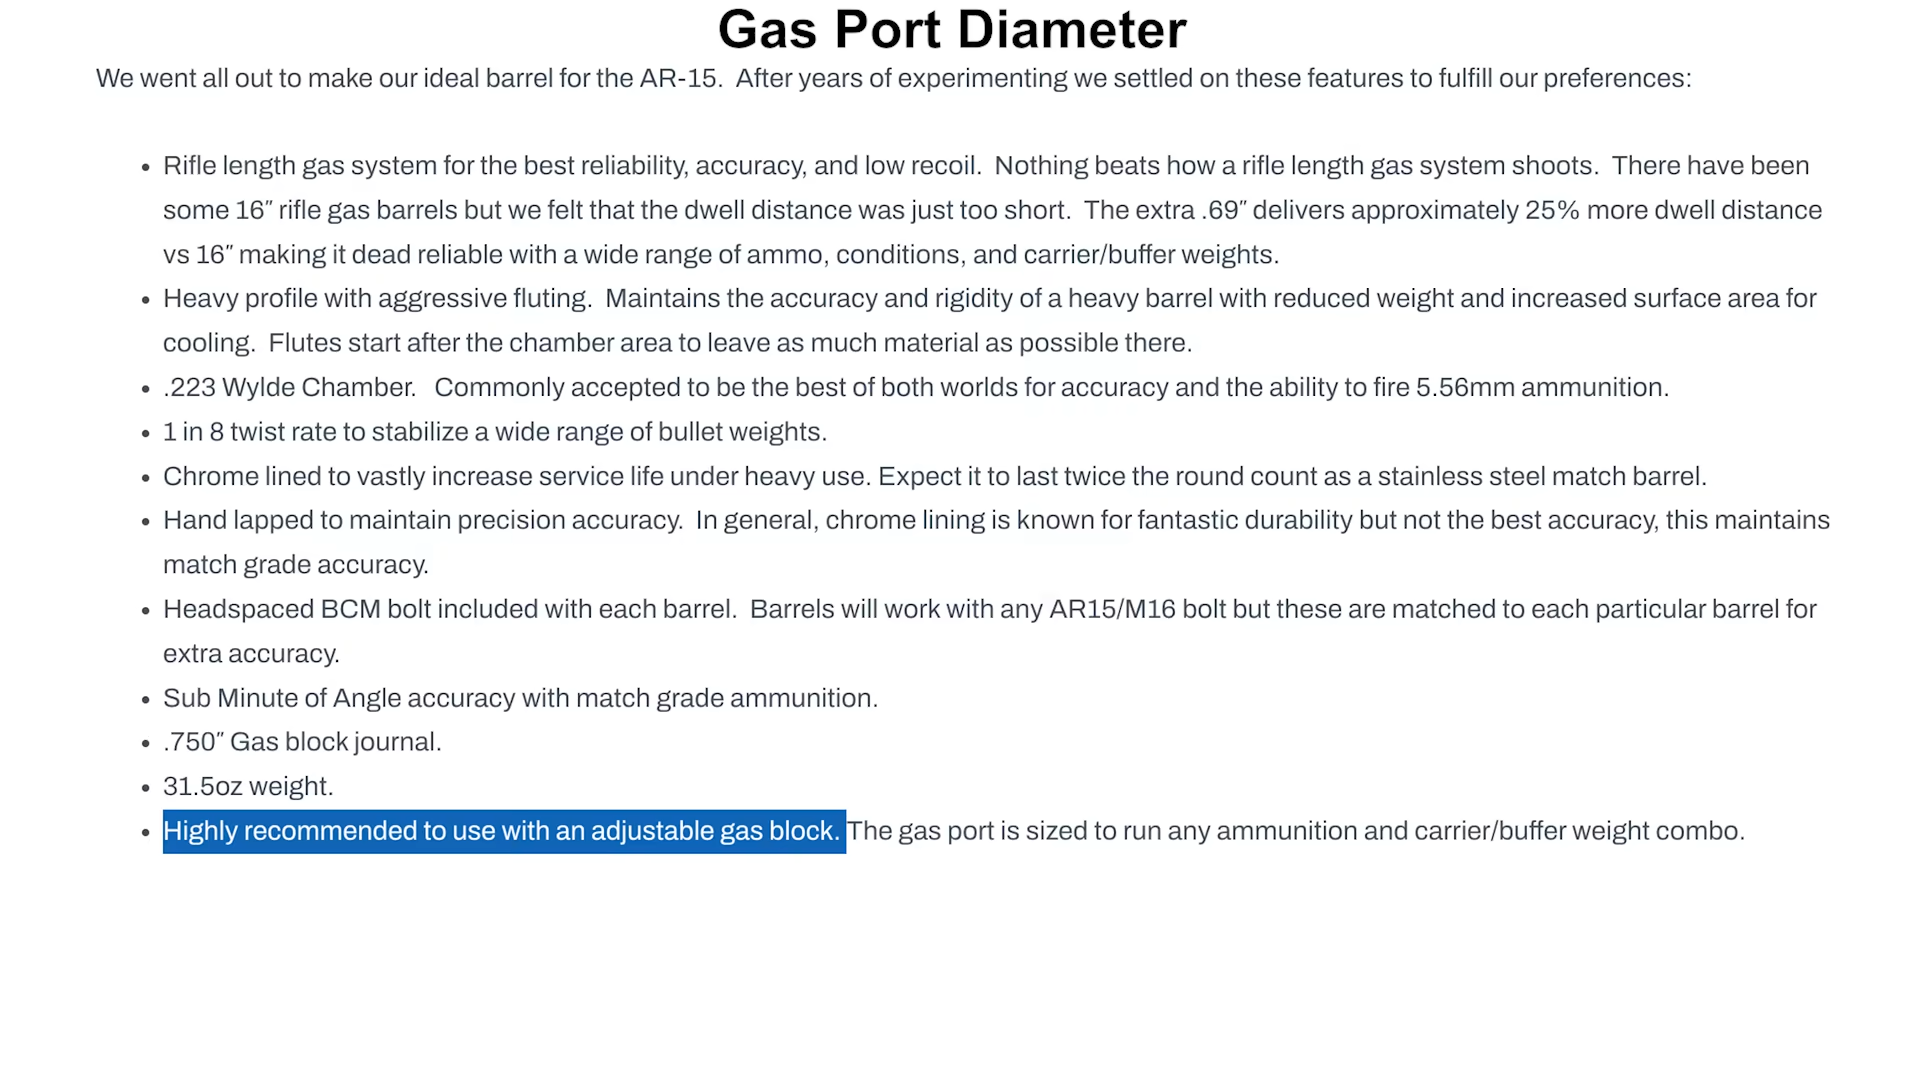 Gas Port Diameter
We went all out to make our ideal barrel for the AR-15.  After years of experimenting we settled on these features to fulfill our preferences:
• Rifle length gas system for the best reliability, accuracy, and low recoil.  Nothing beats how a rifle length gas system shoots.  There have been
some 16″ rifle gas barrels but we felt that the dwell distance was just too short.  The extra .69″ delivers approximately 25% more dwell distance
vs 16″ making it dead reliable with a wide range of ammo, conditions, and carrier/buffer weights.
• Heavy profile with aggressive fluting.  Maintains the accuracy and rigidity of a heavy barrel with reduced weight and increased surface area for
cooling.  Flutes start after the chamber area to leave as much material as possible there.
• .223 Wylde Chamber.   Commonly accepted to be the best of both worlds for accuracy and the ability to fire 5.56mm ammunition.
• 1 in 8 twist rate to stabilize a wide range of bullet weights.
• Chrome lined to vastly increase service life under heavy use. Expect it to last twice the round count as a stainless steel match barrel.
• Hand lapped to maintain precision accuracy.  In general, chrome lining is known for fantastic durability but not the best accuracy, this maintains
match grade accuracy.
• Headspaced BCM bolt included with each barrel.  Barrels will work with any AR15/M16 bolt but these are matched to each particular barrel for
extra accuracy.
• Sub Minute of Angle accuracy with match grade ammunition.
• .750″ Gas block journal.
• 31.5oz weight.
• Highly recommended to use with an adjustable gas block. The gas port is sized to run any ammunition and carrier/buffer weight combo.